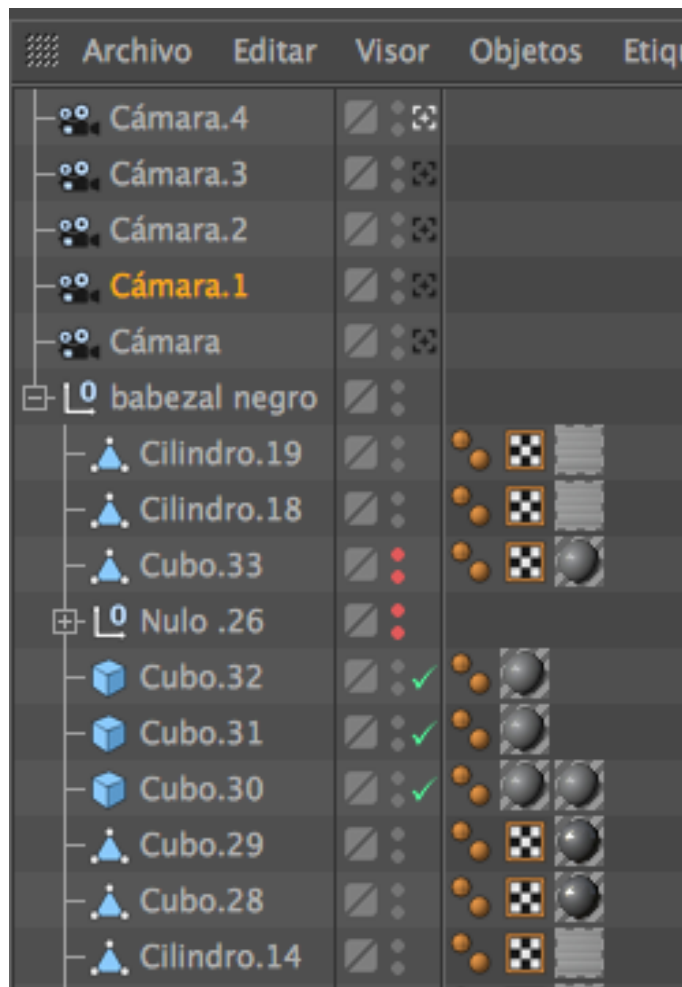 Archivo Editar Visor Objetos
Cámara.4
Cámara.3
Cámara.2
Cámara.1
Cámara
babezal negro
Cilindro.19
Cilindro.18
Cubo.33
Nulo .26
Cubo.32
Cubo.31
Cubo.30
Cubo.29
Cubo.28
Cilindro.14